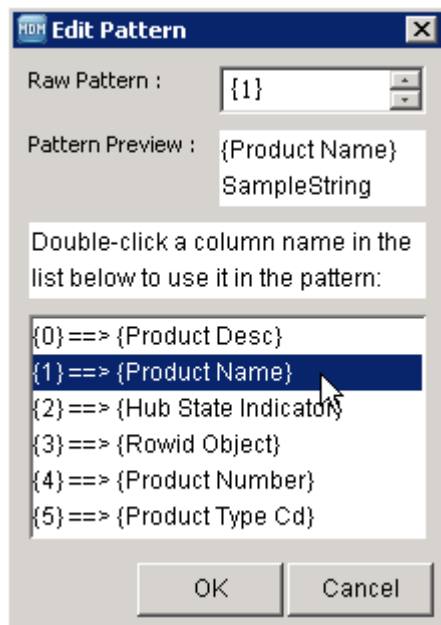 MDM Edit Pattern
Raw Pattern : {1}
Pattern Preview : {Product Name}
SampleString
Double-click a column name in the
list below to use it in the pattern:
{0} ==> {Product Desc}
{1} ==> {Product Name}
{2} ==> {Hub State Indicator}
{3} ==> {Rowid Object}
{4} ==> {Product Number}
{5} ==> {Product Type Cd}
OK Cancel